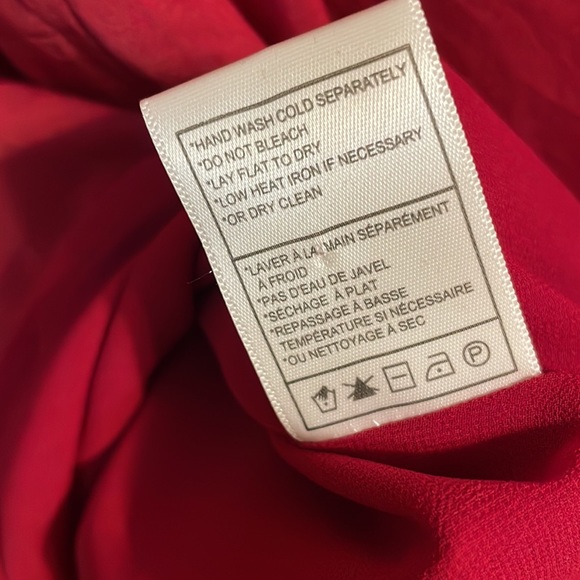 *HAND WASH COLD SEPARATELY
*DO NOT BLEACH
*LAY FLAT TO DRY
*LOW HEAT IRON IF NECESSARY
*OR DRY CLEAN
*LAVER À LA MAIN SÉPARÉMENT
À FROID
*PAS D'EAU DE JAVEL
*SÉCHAGE À PLAT
*REPASSAGE À BASSE
TEMPÉRATURE SI NÉCESSAIRE
*OU NETTOYAGE À SEC
P